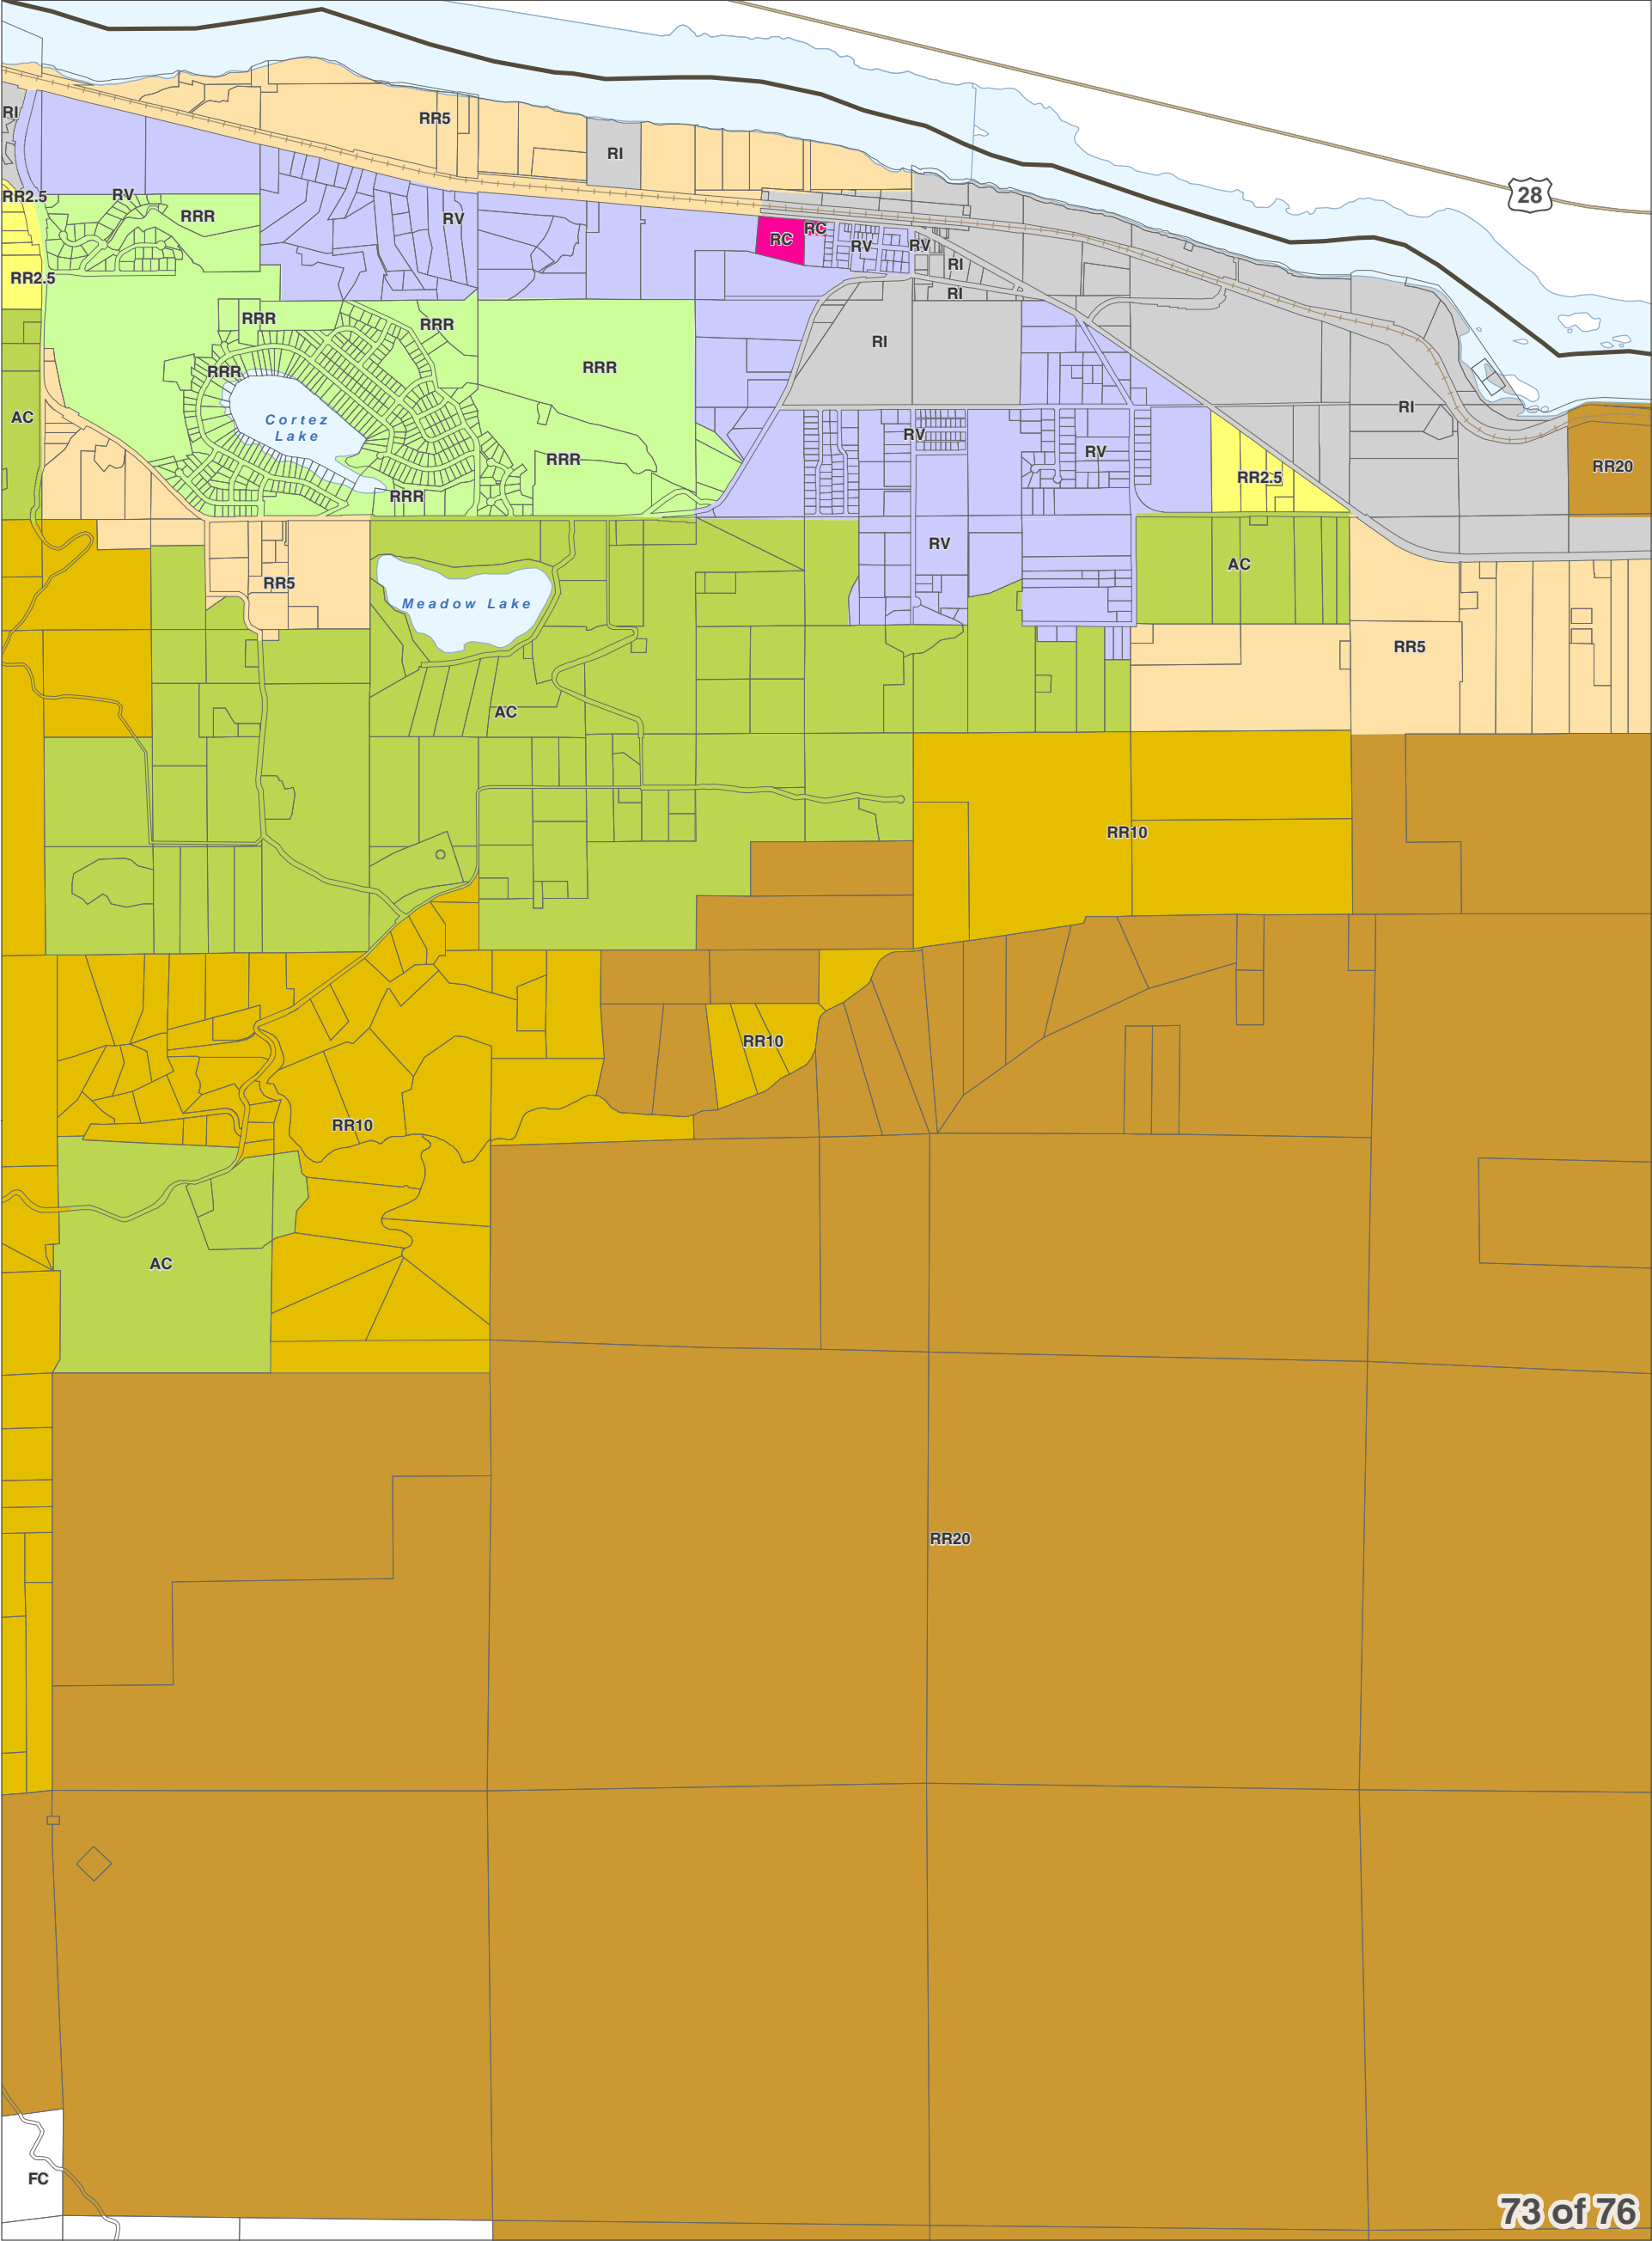 RI
RR5
RI
28
RR2.5
RV
RRR
RV
RC
RC
RV
RV
RI
RI
RR2.5
RRR
RRR
RI
RRR
RRR
AC
Cortez
Lake
RI
RV
RV
RRR
RR20
RR2.5
RRR
RV
AC
RR5
Meadow Lake
RR5
AC
RR10
RR10
RR10
AC
RR20
FC
73 of 76